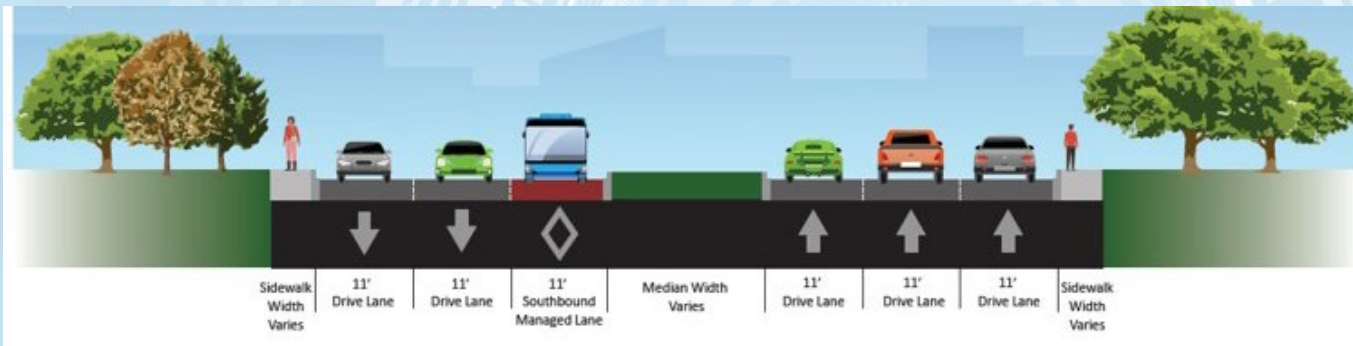 Sidewalk
Width
Varies
11'
Drive Lane
11'
Drive Lane
11'
Southbound
Managed Lane
Median Width
Varies
11'
Drive Lane
11'
Drive Lane
11'
Drive Lane
Sidewalk
Width
Varies